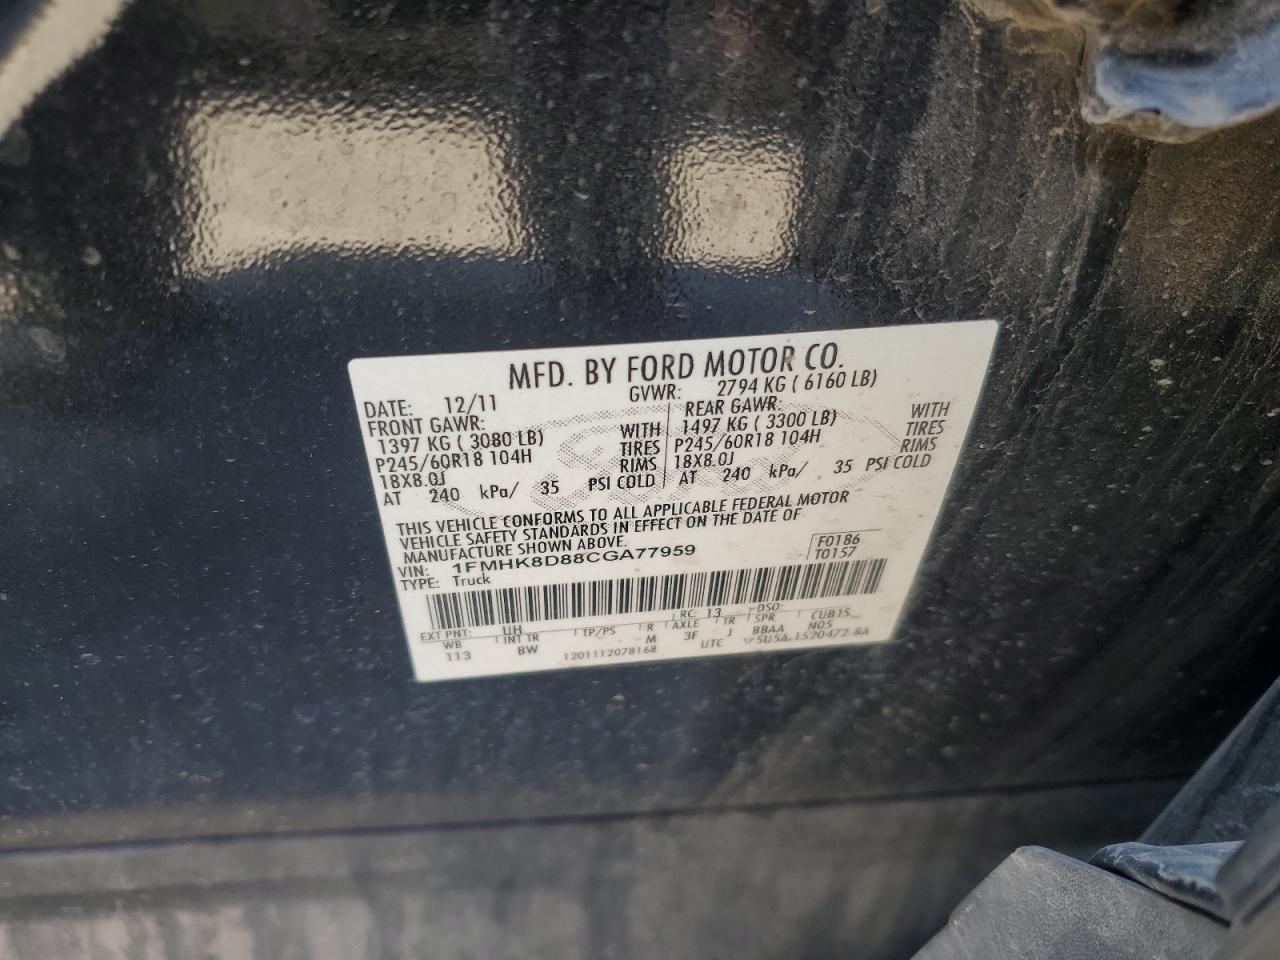 MFD. BY FORD MOTOR CO.
DATE: 12/11 GVWR: 2794 KG ( 6160 LB)
FRONT GAWR: REAR GAWR:
1397 KG ( 3080 LB) WITH 1497 KG ( 3300 LB) WITH
P245/60R18 104H TIRES P245/60R18 104H TIRES
18X8.0J RIMS 18X8.0J RIMS
AT 240 kPa/ 35 PSI COLD AT 240 kPa/ 35 PSI COLD
THIS VEHICLE CONFORMS TO ALL APPLICABLE FEDERAL MOTOR
VEHICLE SAFETY STANDARDS IN EFFECT ON THE DATE OF
MANUFACTURE SHOWN ABOVE.
VIN: 1FMHK8D88CGA77959 F0186
TYPE: Truck T0157
EXT PNT: UH RC: 13 DSO:
WB INT TR TP/PS R AXLE TR SPR CUB1S
113 BW M 3F J BBAA N05
1201112078168 UTC